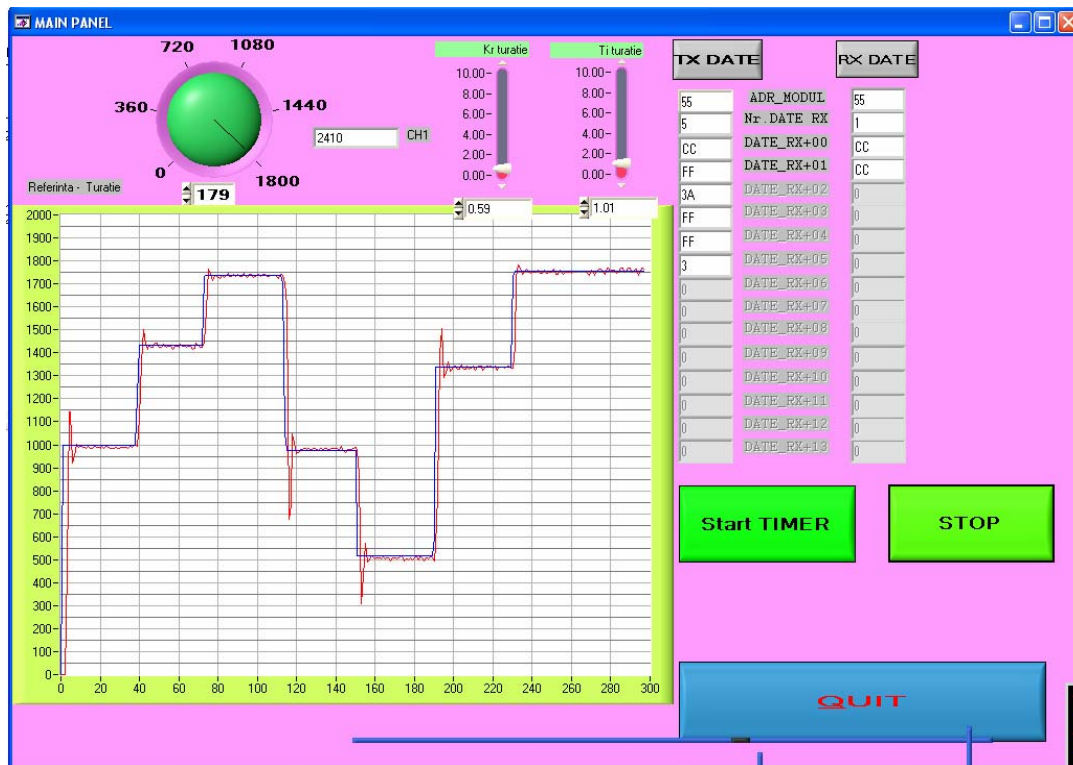 MAIN PANEL
720 1080
360 1440
0 1800
Referinta - Turatie
179
2410 CH1
Kr turatie
10.00
8.00
6.00
4.00
2.00
0.00
0.59
Ti turatie
10.00
8.00
6.00
4.00
2.00
0.00
1.01
TX DATE RX DATE
55 ADR_MODUL 55
5 Nr.DATE RX 1
CC DATE_RX+00 CC
FF DATE_RX+01 CC
3A DATE_RX+02 0
FF DATE_RX+03 0
FF DATE_RX+04 0
3 DATE_RX+05 0
0 DATE_RX+06 0
0 DATE_RX+07 0
0 DATE_RX+08 0
0 DATE_RX+09 0
0 DATE_RX+10 0
0 DATE_RX+11 0
0 DATE_RX+12 0
0 DATE_RX+13 0
2000
1900
1800
1700
1600
1500
1400
1300
1200
1100
1000
900
800
700
600
500
400
300
200
100
0
0 20 40 60 80 100 120 140 160 180 200 220 240 260 280 300
Start TIMER STOP
QUIT